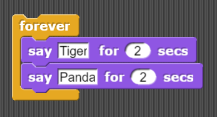 forever
say Tiger for 2 secs
say Panda for 2 secs